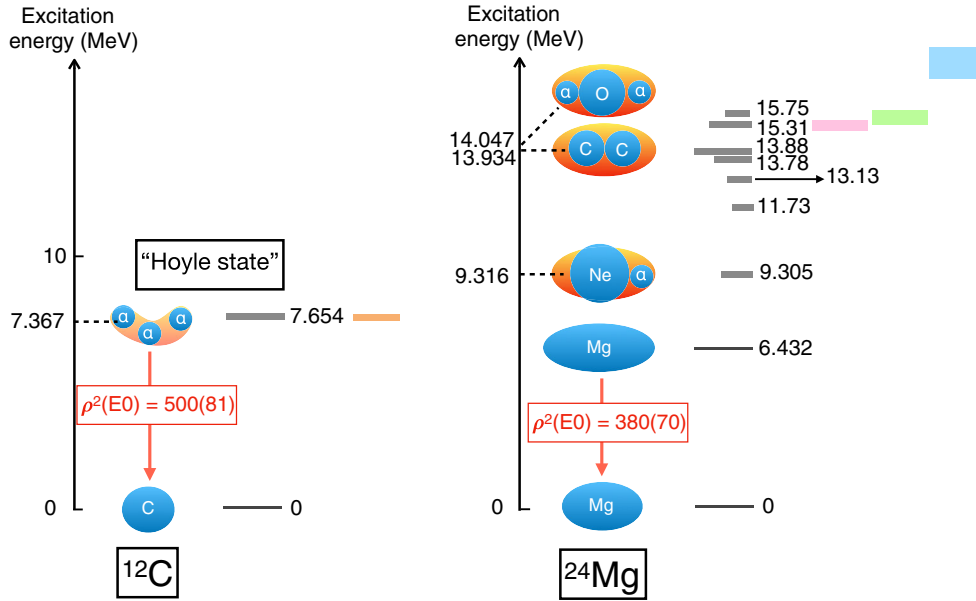 Excitation
energy (MeV)
10
"Hoyle state"
7.367
α
α
α
7.654
ρ²(E0) = 500(81)
0
C
0
¹²C
Excitation
energy (MeV)
α
O
α
14.047
13.934
C
C
15.75
15.31
13.88
13.78
13.13
11.73
9.316
Ne
α
9.305
Mg
6.432
ρ²(E0) = 380(70)
0
Mg
0
²⁴Mg